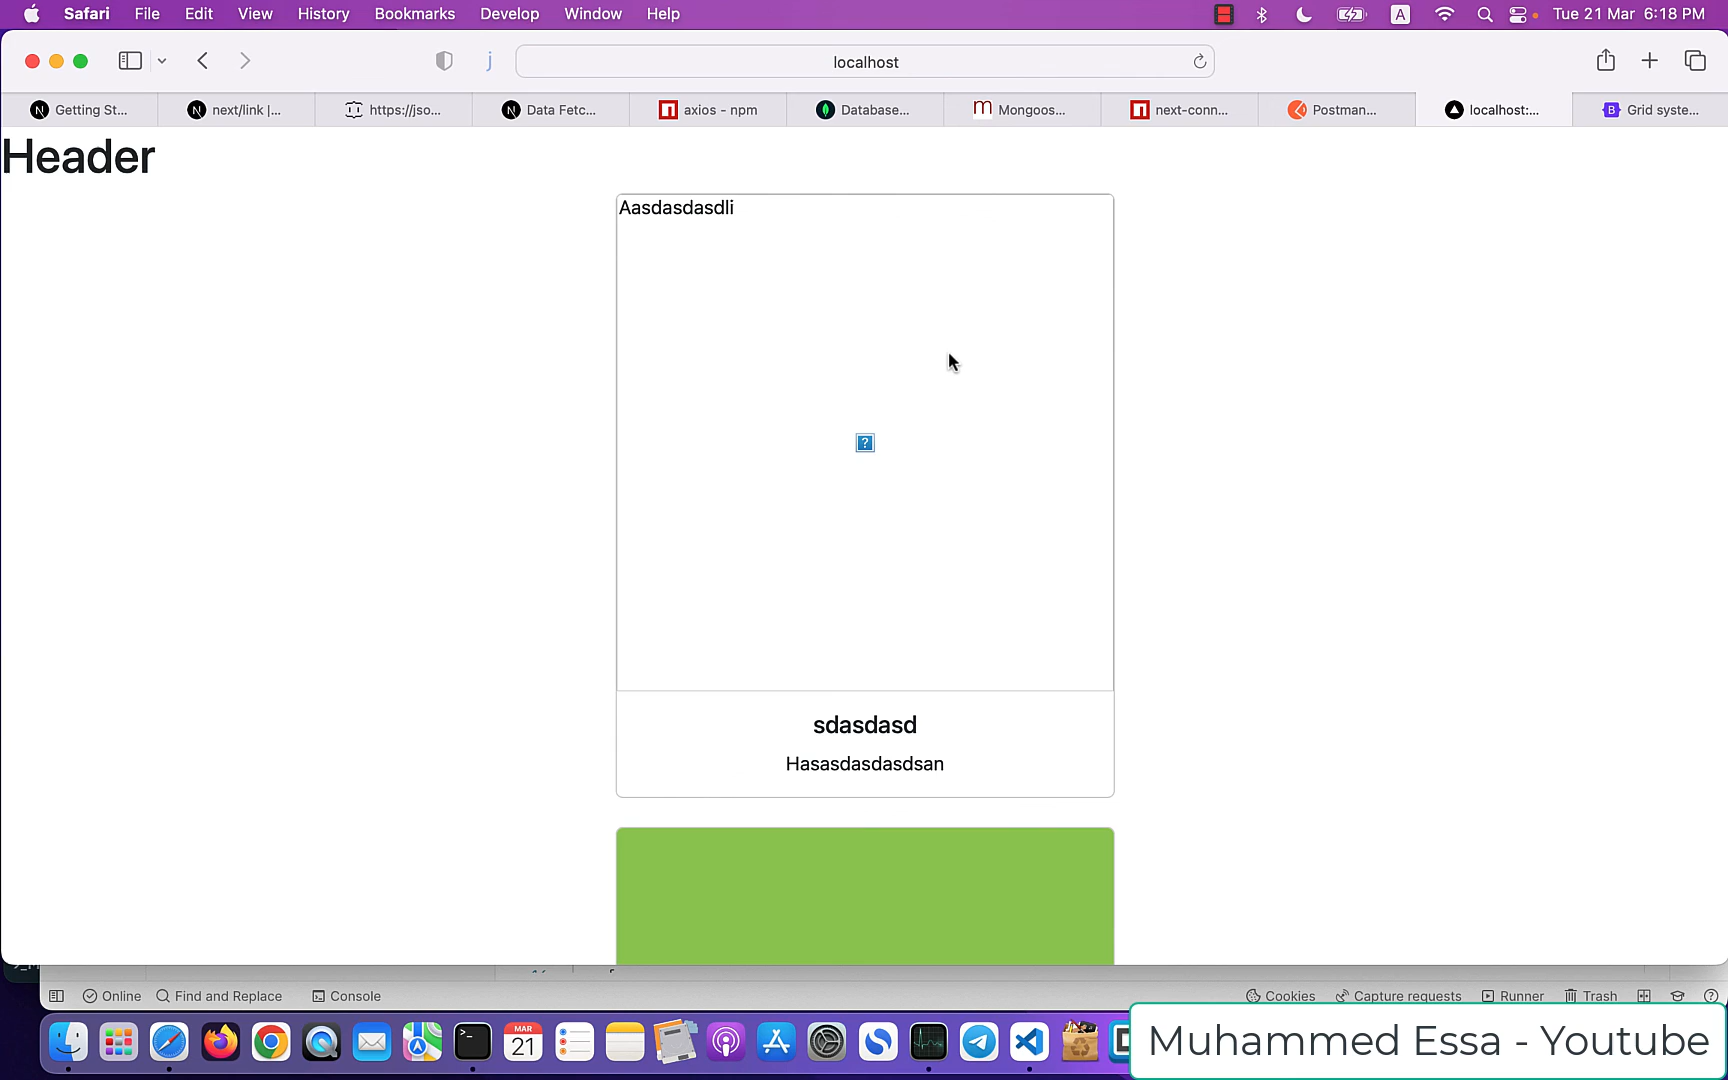 Safari File Edit View History Bookmarks Develop Window Help A Tue 21 Mar 6:18 PM
j localhost
N Getting St... N next/link |... https://jso... N Data Fetc... axios - npm Database... m Mongoos... next-conn... Postman... localhost:... B Grid syste...
Header
Aasdasdasdli
?
sdasdasd
Hasasdasdasdsan
Online Find and Replace Console Cookies Capture requests Runner Trash ?
>_ MAR 21
Muhammed Essa - Youtube